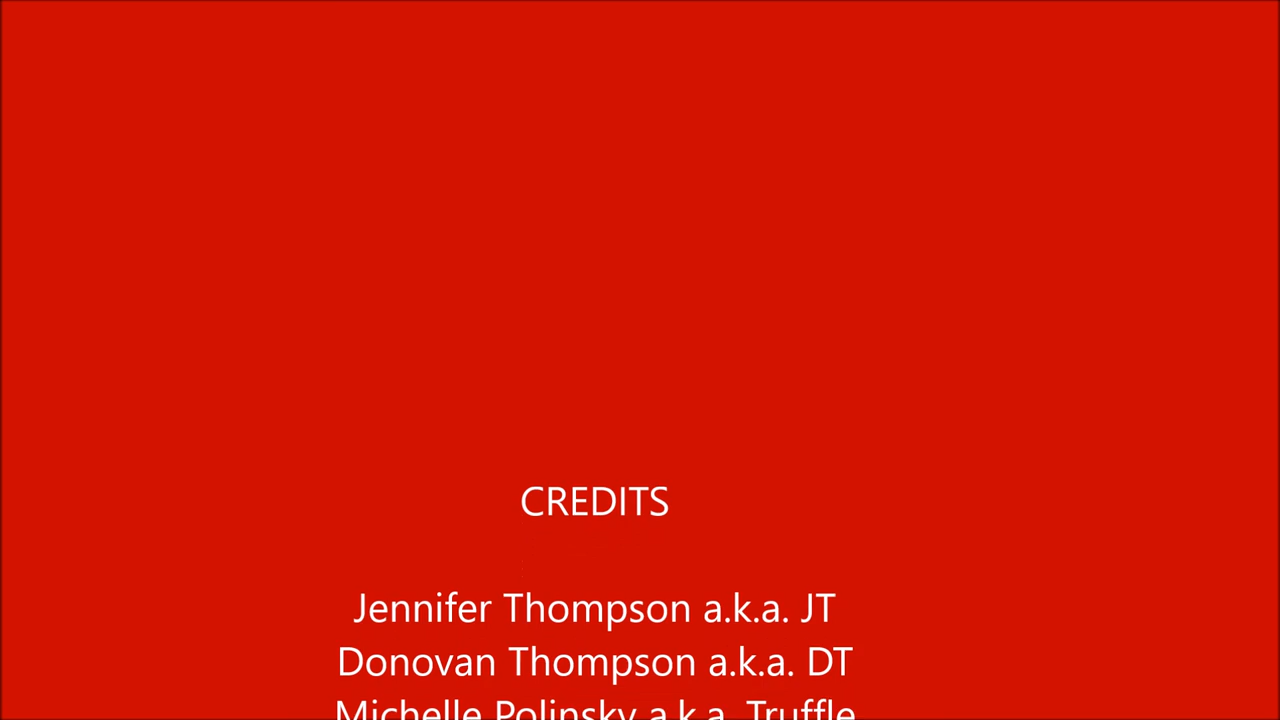 CREDITS
Jennifer Thompson a.k.a. JT
Donovan Thompson a.k.a. DT
Michelle Polinsky a.k.a. Truffle